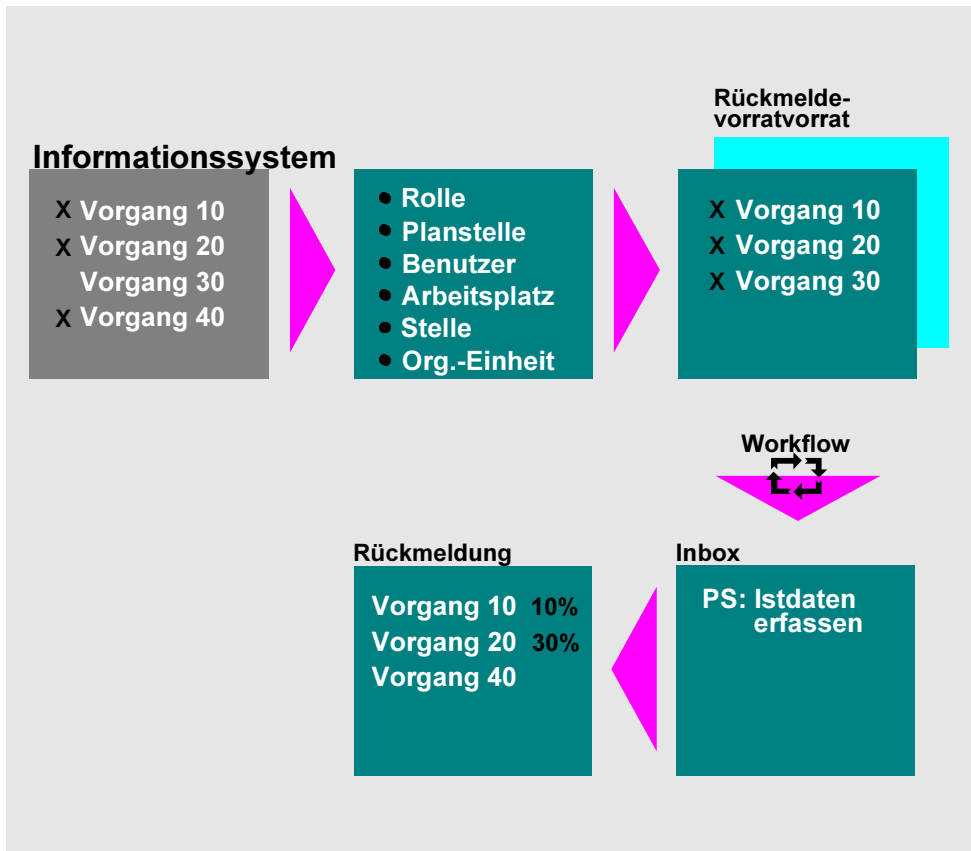 Informationssystem
X Vorgang 10
X Vorgang 20
Vorgang 30
X Vorgang 40
• Rolle
• Planstelle
• Benutzer
• Arbeitsplatz
• Stelle
• Org.-Einheit
Rückmelde-
vorratvorrat
X Vorgang 10
X Vorgang 20
X Vorgang 30
Workflow
Inbox
PS: Istdaten
erfassen
Rückmeldung
Vorgang 10 10%
Vorgang 20 30%
Vorgang 40